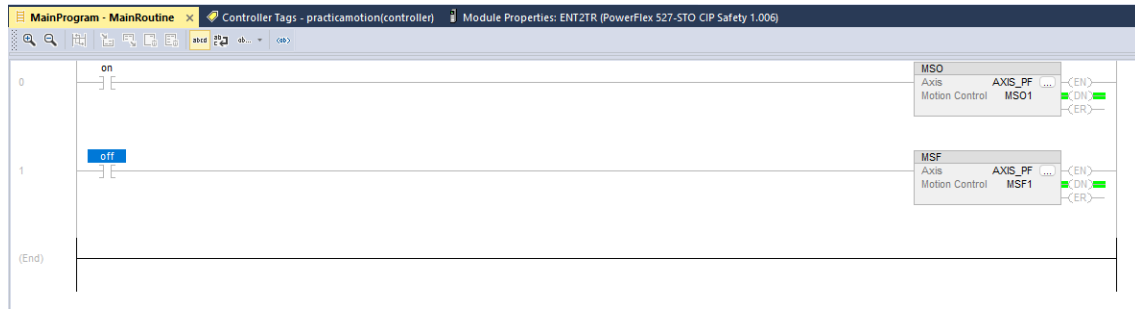 MainProgram - MainRoutine × Controller Tags - practicamotion(controller) Module Properties: ENT2TR (PowerFlex 527-STO CIP Safety 1.006)
abcd ab... <ab>
on MSO
0 Axis AXIS_PF ... (EN)
Motion Control MSO1 (DN)
(ER)
off MSF
1 Axis AXIS_PF ... (EN)
Motion Control MSF1 (DN)
(ER)
(End)